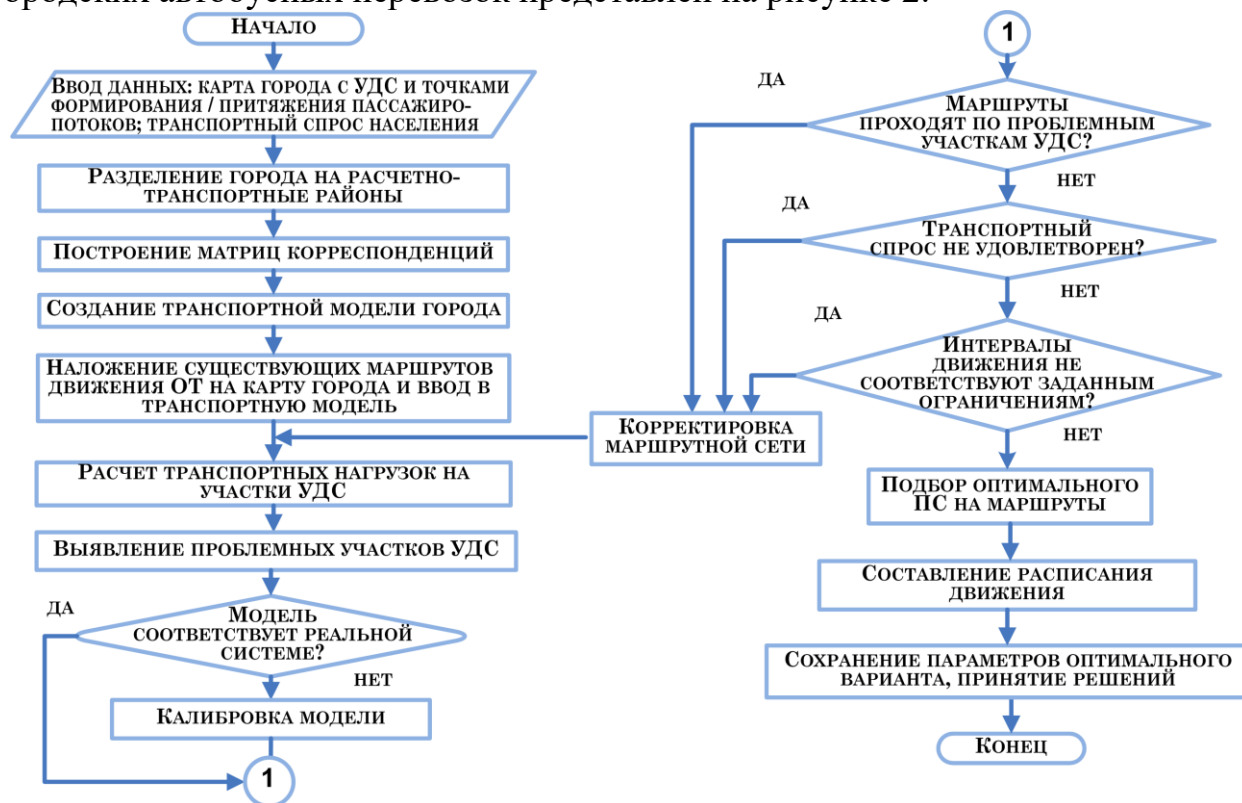 ородских автобусных перевозок представлен на рисунке 2.
Начало
Ввод данных: карта города с УДС и точками
формирования / притяжения пассажиро-
потоков; транспортный спрос населения
Разделение города на расчетно-
транспортные районы
Построение матриц корреспонденций
Создание транспортной модели города
Наложение существующих маршрутов
движения ОТ на карту города и ввод в
транспортную модель
Расчет транспортных нагрузок на
участки УДС
Выявление проблемных участков УДС
да
Модель
соответствует реальной
системе?
нет
Калибровка модели
1
1
да
Маршруты
проходят по проблемным
участкам УДС?
нет
да
Транспортный
спрос не удовлетворен?
нет
да
Интервалы
движения не
соответствуют заданным
ограничениям?
нет
Корректировка
маршрутной сети
Подбор оптимального
ПС на маршруты
Составление расписания
движения
Сохранение параметров оптимального
варианта, принятие решений
Конец